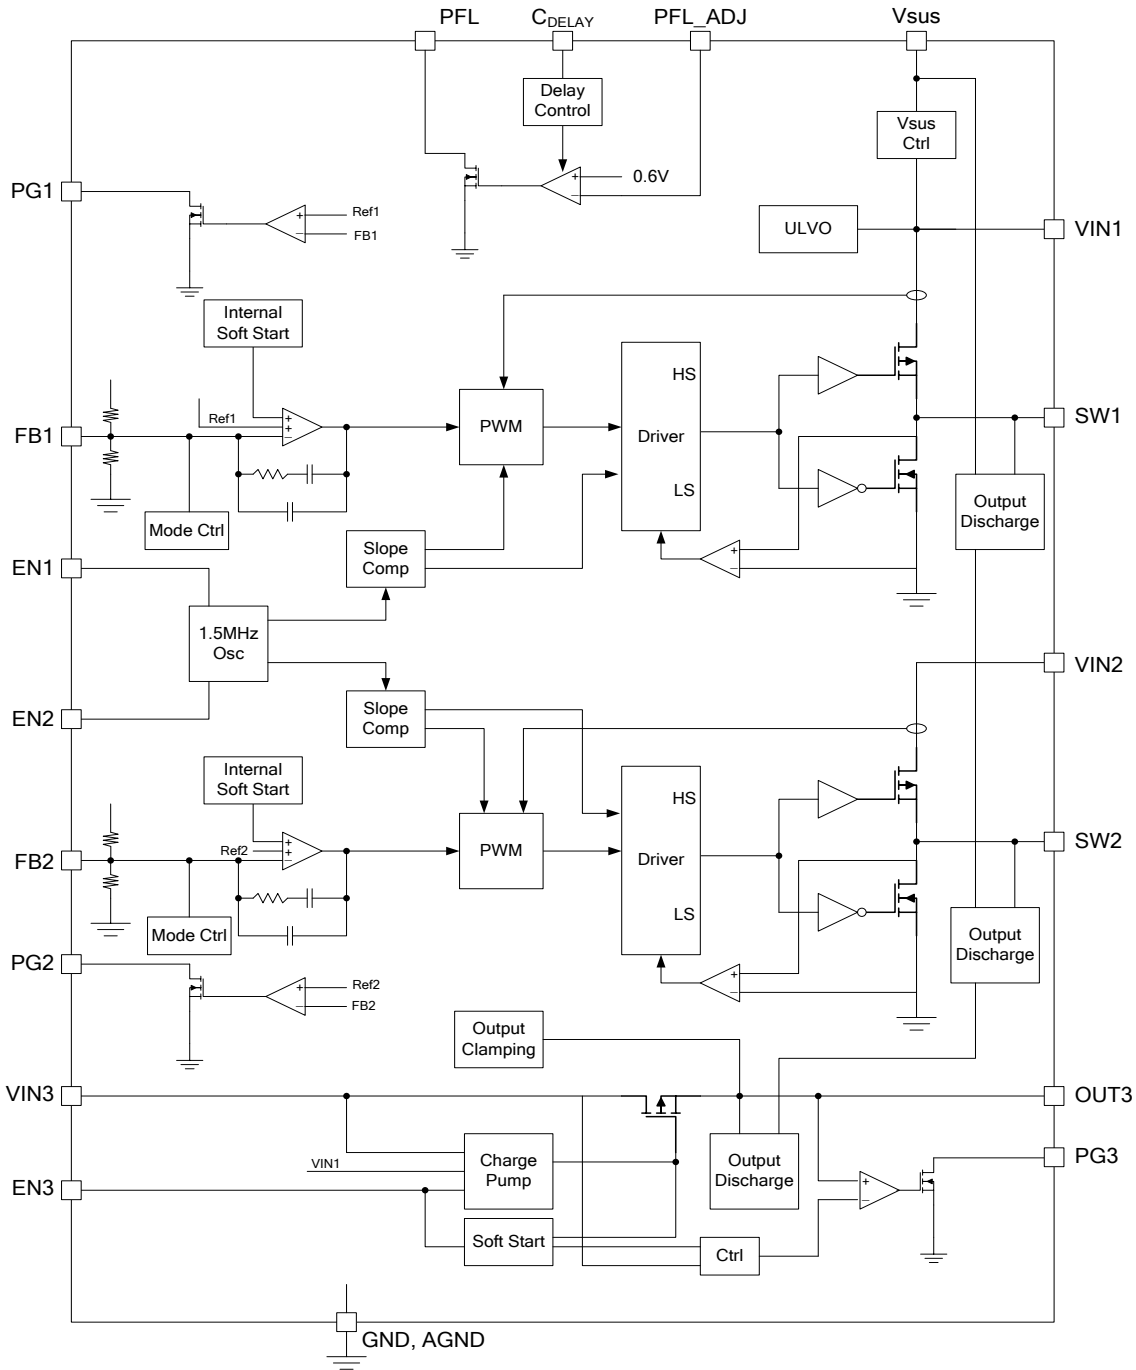 PFL
CDELAY
PFL_ADJ
Vsus
Delay
Control
Vsus
Ctrl
PG1
0.6V
Ref1
FB1
ULVO
VIN1
Internal
Soft Start
HS
Ref1
PWM
Driver
FB1
SW1
LS
Output
Discharge
Mode Ctrl
Slope
Comp
EN1
1.5MHz
Osc
VIN2
EN2
Slope
Comp
Internal
Soft Start
HS
Ref2
PWM
Driver
FB2
SW2
LS
Mode Ctrl
Output
Discharge
PG2
Ref2
FB2
Output
Clamping
VIN3
OUT3
VIN1
Charge
Pump
Output
Discharge
PG3
EN3
Soft Start
Ctrl
GND, AGND
+
−
+
−
+
+
−
+
−
+
+
−
+
−
+
−
+
−